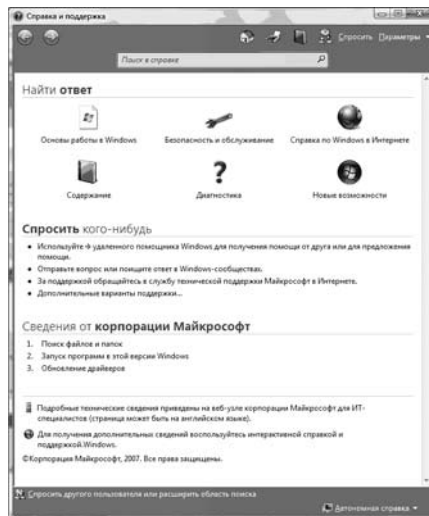 Справка и поддержка
Спросить Параметры
Поиск в справке
Найти ответ
Основы работы в Windows
Безопасность и обслуживание
Справка по Windows в Интернете
Содержание
Диагностика
Новые возможности
Спросить кого-нибудь
• Используйте удаленного помощника Windows для получения помощи от друга или для предложения
помощи.
• Отправьте вопрос или поищите ответ в Windows-сообществах.
• За поддержкой обращайтесь в службу технической поддержки Майкрософт в Интернете.
• Дополнительные варианты поддержки...
Сведения от корпорации Майкрософт
1. Поиск файлов и папок
2. Запуск программ в этой версии Windows
3. Обновление драйверов
Подробные технические сведения приведены на веб-узле корпорации Майкрософт для ИТ-
специалистов (страница может быть на английском языке).
Для получения дополнительных сведений воспользуйтесь интерактивной справкой и
поддержкой Windows.
©Корпорация Майкрософт, 2007. Все права защищены.
Спросить другого пользователя или расширить область поиска
Автономная справка